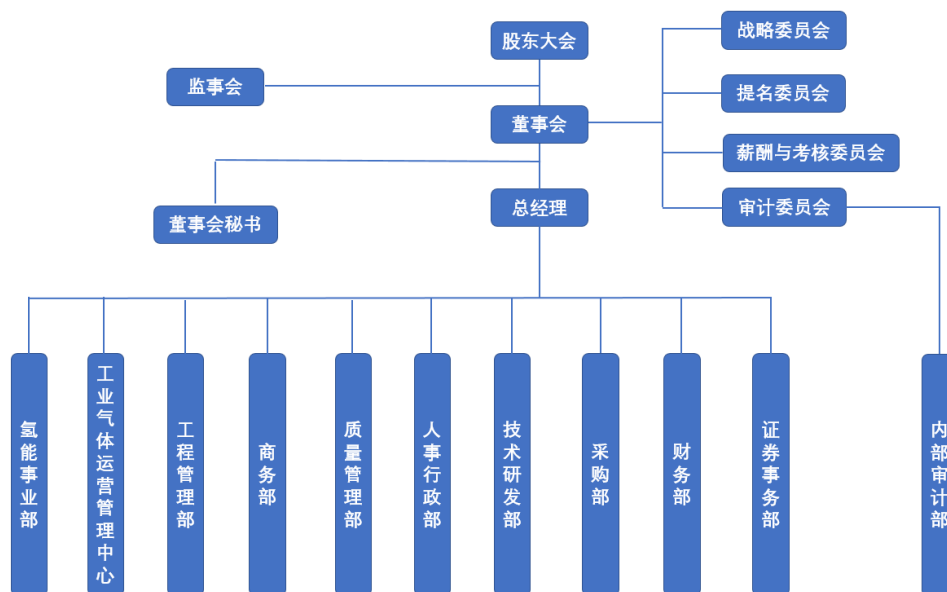 股东大会
战略委员会
监事会
提名委员会
董事会
薪酬与考核委员会
董事会秘书
总经理
审计委员会
氢能事业部
工业气体运营管理中心
工程管理部
商务部
质量管理部
人事行政部
技术研发部
采购部
财务部
证券事务部
内部审计部